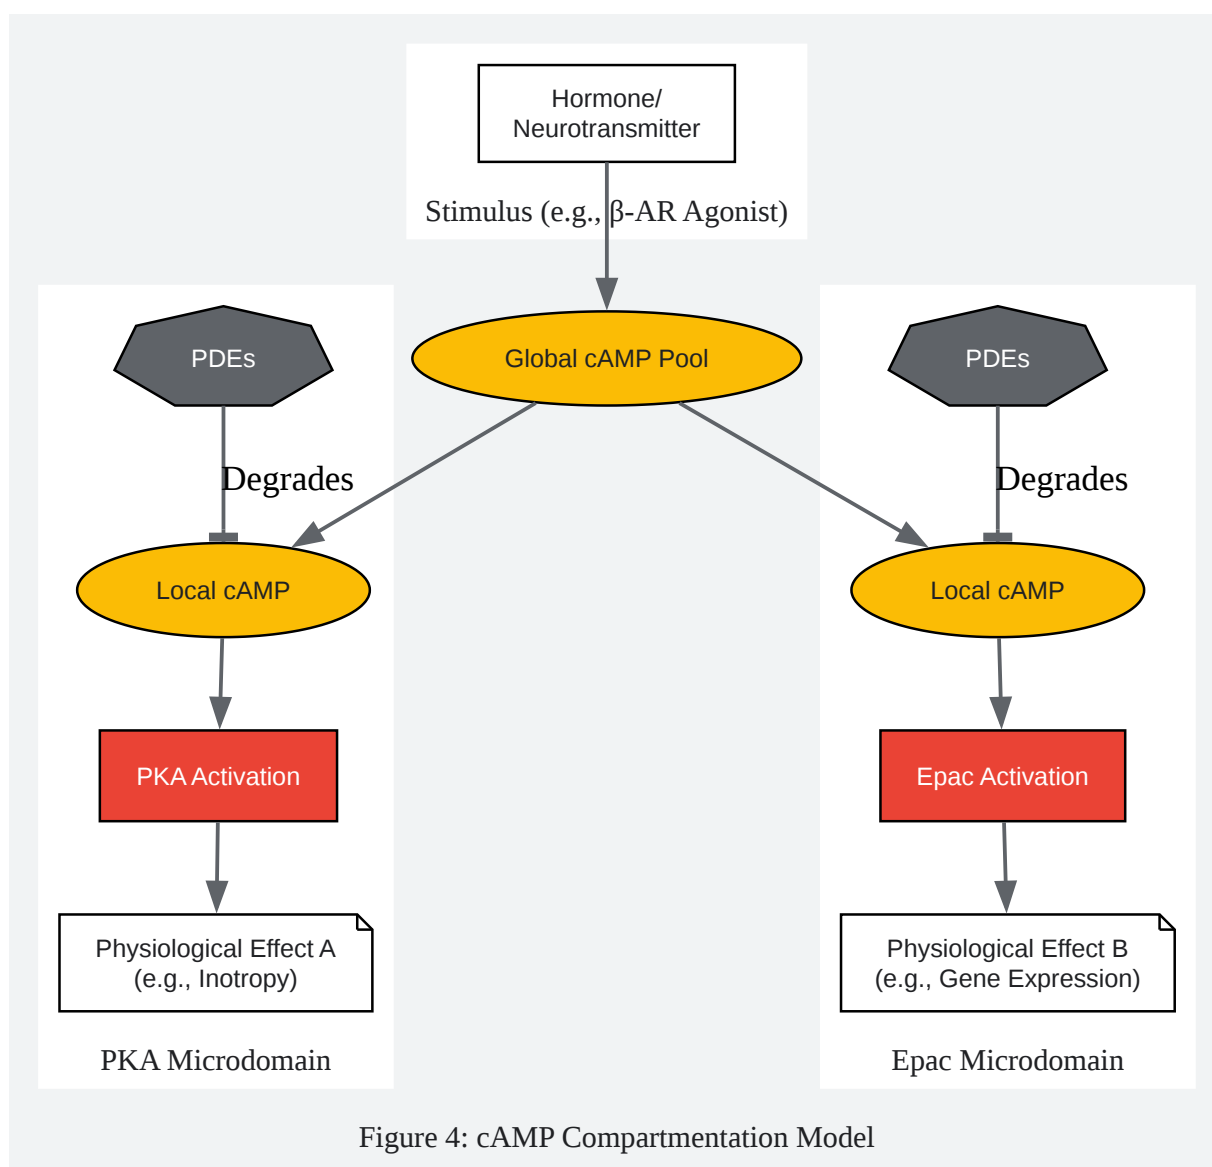 Hormone/
Neurotransmitter
Stimulus (e.g., β-AR Agonist)
PDEs
Global cAMP Pool
PDEs
Degrades
Degrades
Local cAMP
Local cAMP
PKA Activation
Epac Activation
Physiological Effect A
(e.g., Inotropy)
Physiological Effect B
(e.g., Gene Expression)
PKA Microdomain
Epac Microdomain
Figure 4: cAMP Compartmentation Model